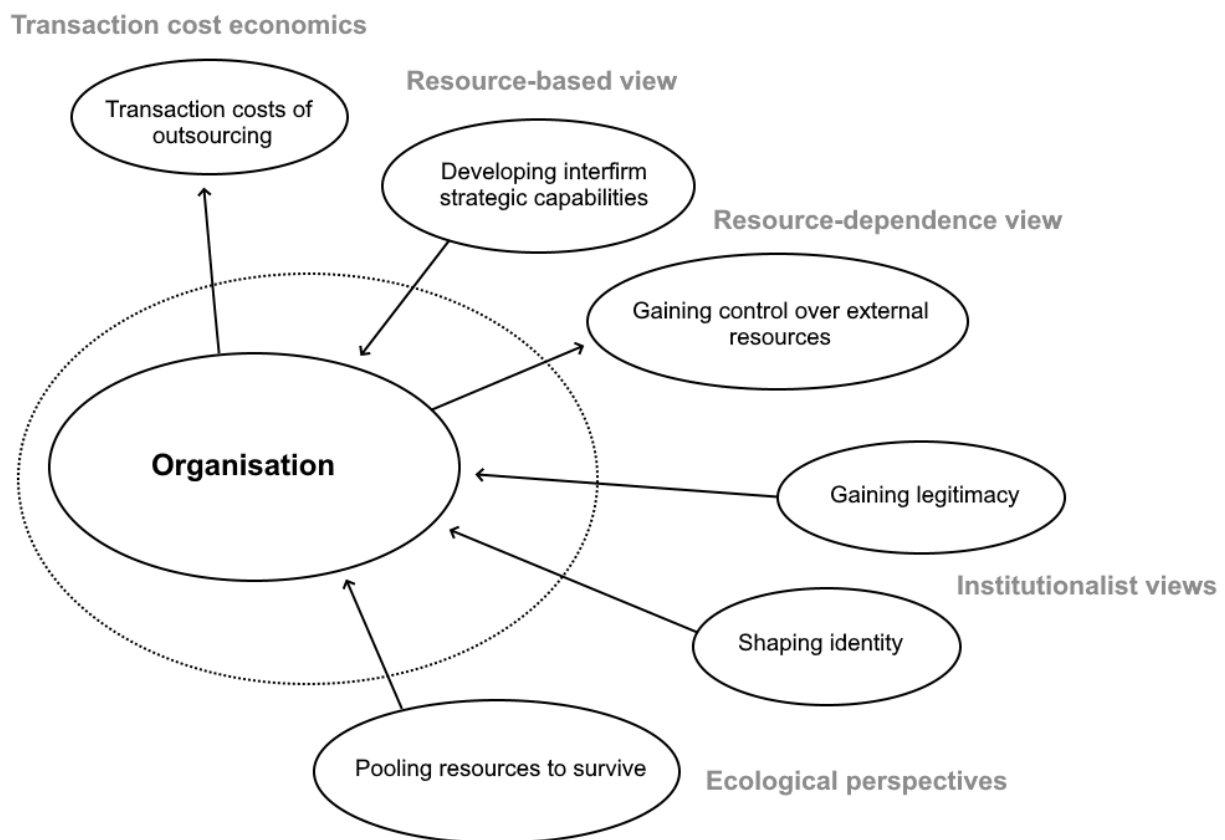 Transaction cost economics
Transaction costs of
outsourcing
Resource-based view
Developing interfirm
strategic capabilities
Resource-dependence view
Gaining control over external
resources
Organisation
Gaining legitimacy
Institutionalist views
Shaping identity
Pooling resources to survive
Ecological perspectives